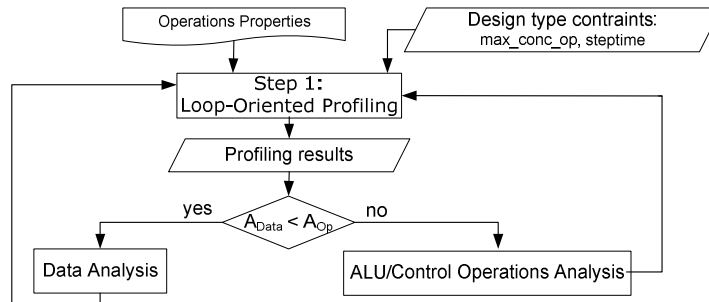 Operations Properties
Design type contraints:
max_conc_op, steptime
Step 1:
Loop-Oriented Profiling
Profiling results
yes
A_Data < A_Op
no
Data Analysis
ALU/Control Operations Analysis